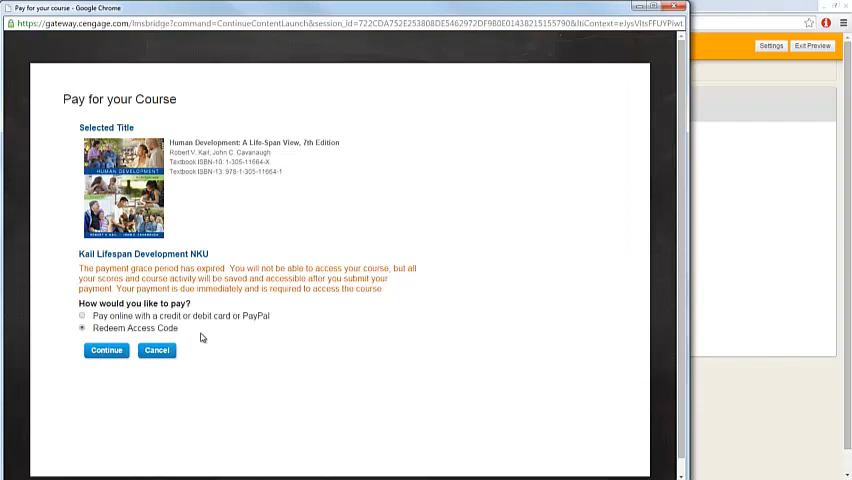 Pay for your course - Google Chrome
https://gateway.cengage.com/lmsbridge?command=ContinueContentLaunch&session_id=722CDA752E253808DE5462972DF9B0E01438215155790&ltiContext=eJysVltsFFUYPiwt
Settings
Exit Preview
Pay for your Course
Selected Title
Human Development: A Life-Span View, 7th Edition
Robert V. Kail, John C. Cavanaugh
Textbook ISBN-10: 1-305-11664-X
Textbook ISBN-13: 978-1-305-11664-1
HUMAN DEVELOPMENT
Kail Lifespan Development NKU
The payment grace period has expired. You will not be able to access your course, but all
your scores and course activity will be saved and accessible after you submit your
payment. Your payment is due immediately and is required to access the course.
How would you like to pay?
Pay online with a credit or debit card or PayPal
Redeem Access Code
Continue
Cancel